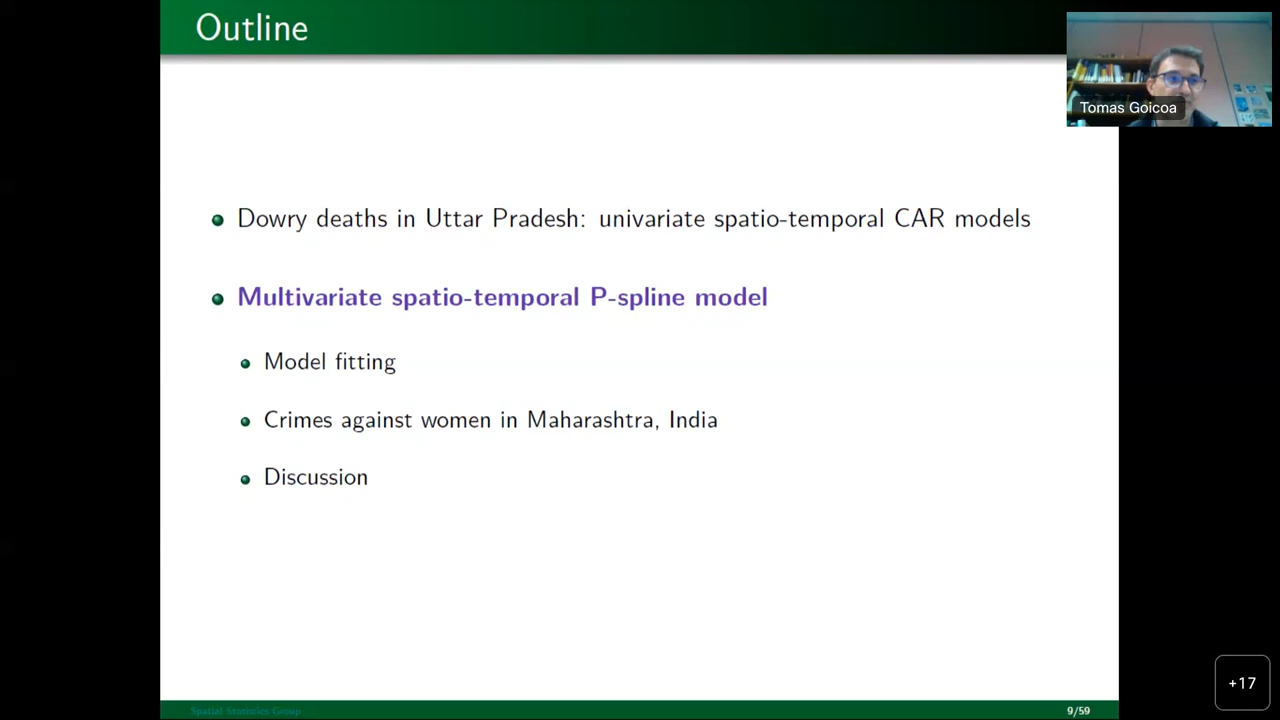 Outline
Tomas Goicoa
Dowry deaths in Uttar Pradesh: univariate spatio-temporal CAR models
Multivariate spatio-temporal P-spline model
Model fitting
Crimes against women in Maharashtra, India
Discussion
+17
Spatial Statistics Group
9/59